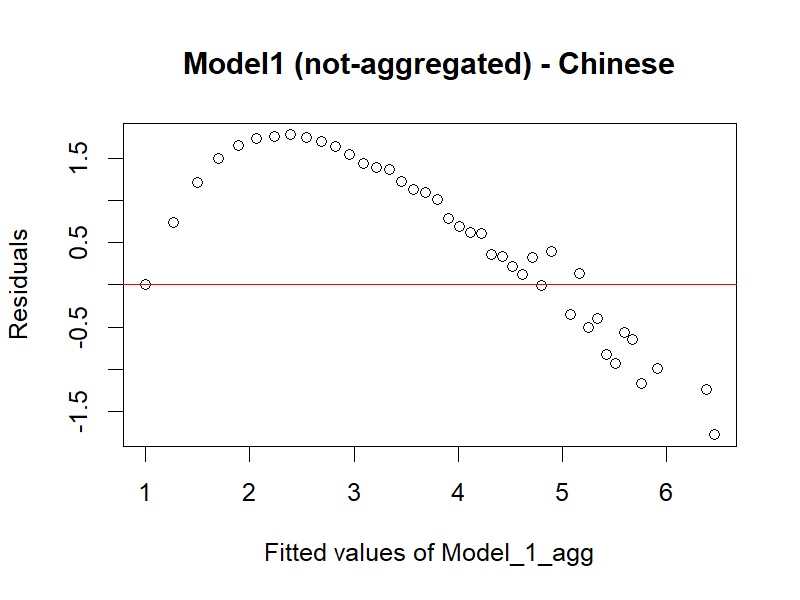 Model1 (not-aggregated) - Chinese
Residuals
1.5
0.5
-0.5
-1.5
1 2 3 4 5 6
Fitted values of Model_1_agg